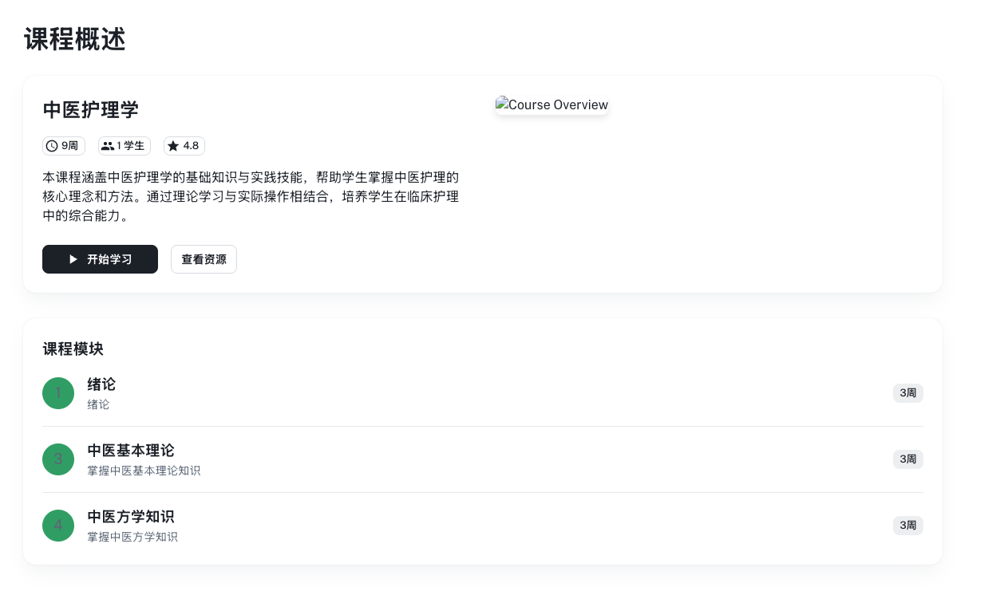 课程概述
中医护理学
9周
1 学生
4.8
本课程涵盖中医护理学的基础知识与实践技能，帮助学生掌握中医护理的
核心理念和方法。通过理论学习与实际操作相结合，培养学生在临床护理
中的综合能力。
开始学习
查看资源
Course Overview
课程模块
1
绪论
绪论
3周
3
中医基本理论
掌握中医基本理论知识
3周
4
中医方学知识
掌握中医方学知识
3周